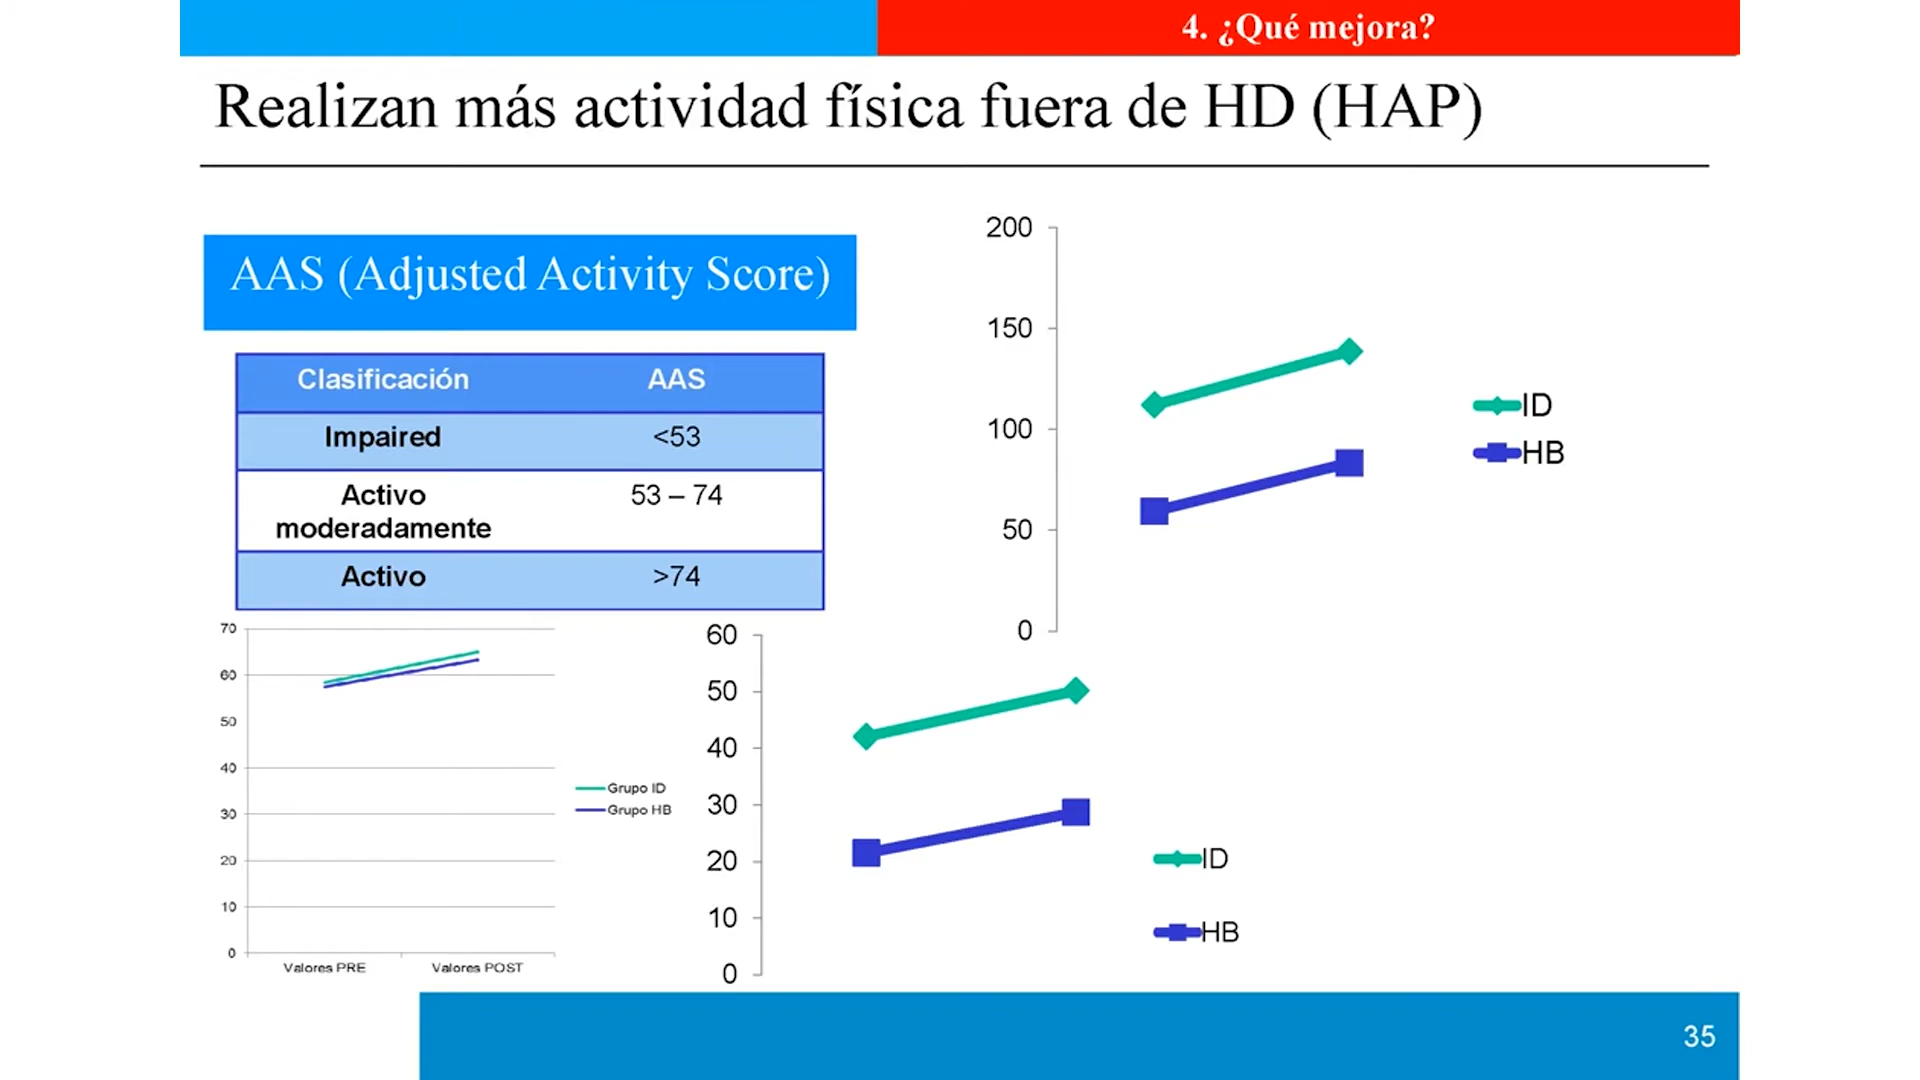 4. ¿Qué mejora?
Realizan más actividad física fuera de HD (HAP)
AAS (Adjusted Activity Score)
Clasificación AAS
Impaired <53
Activo moderadamente 53 – 74
Activo >74
200
150
100
50
0
ID
HB
70
60
50
40
30
20
10
0
Valores PRE Valores POST
Grupo ID
Grupo HB
60
50
40
30
20
10
0
ID
HB
35